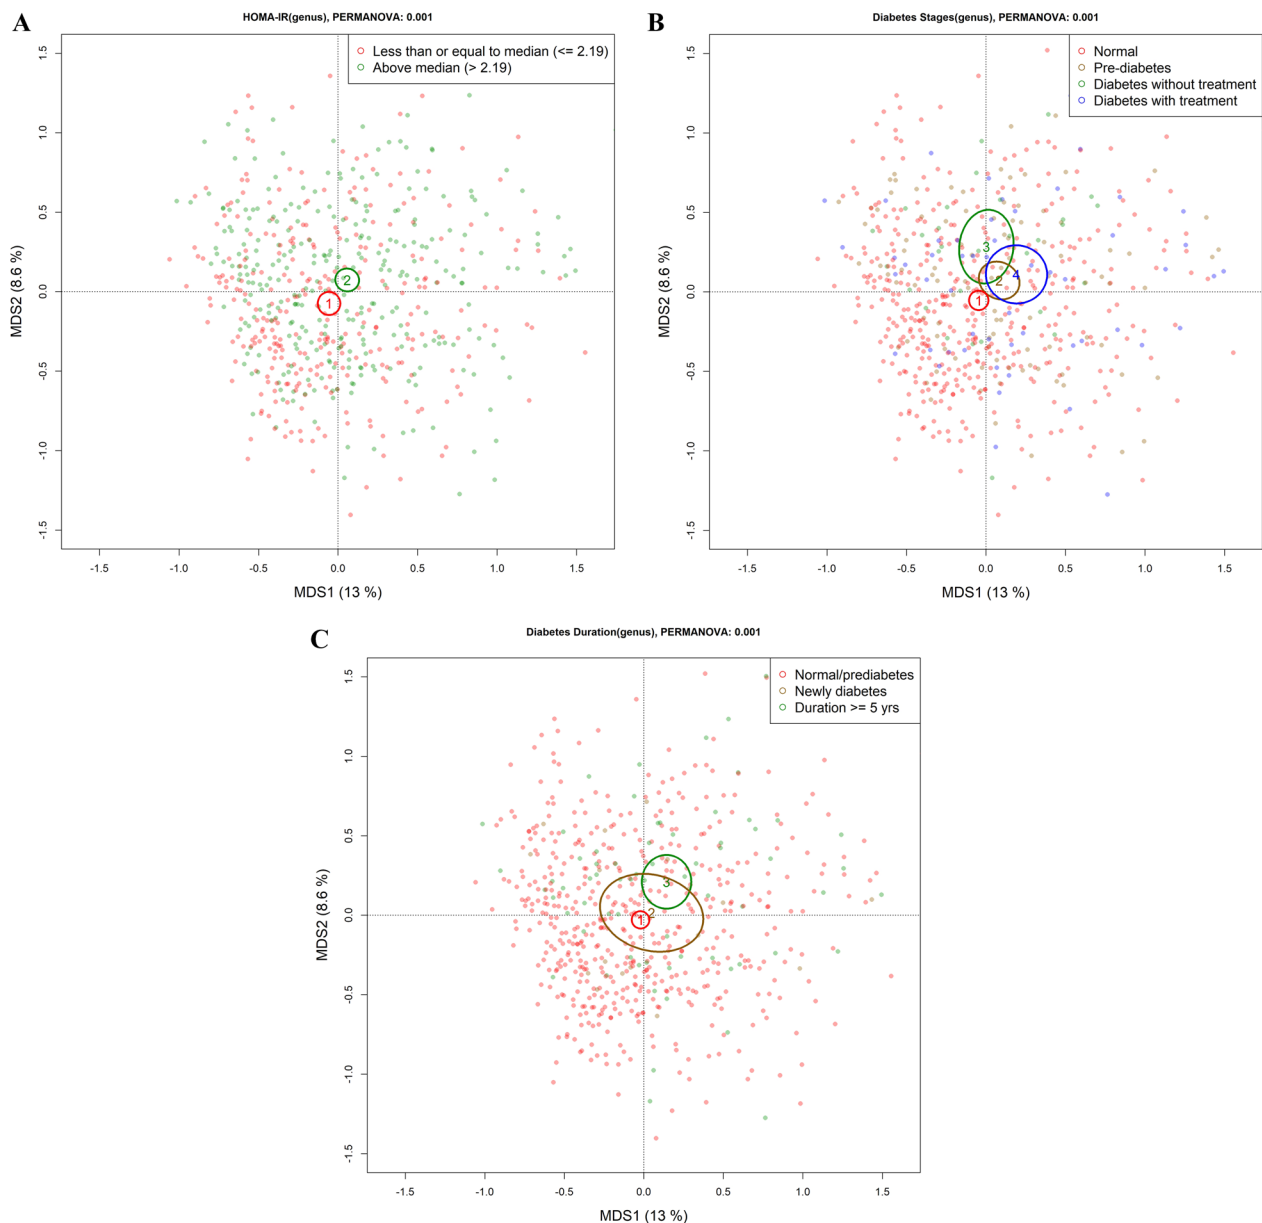 A
HOMA-IR(genus), PERMANOVA: 0.001
Less than or equal to median (<= 2.19)
Above median (> 2.19)
1.5
1.0
0.5
0.0
-0.5
-1.0
-1.5
MDS2 (8.6 %)
2
1
-1.5 -1.0 -0.5 0.0 0.5 1.0 1.5
MDS1 (13 %)
B
Diabetes Stages(genus), PERMANOVA: 0.001
Normal
Pre-diabetes
Diabetes without treatment
Diabetes with treatment
1.5
1.0
0.5
0.0
-0.5
-1.0
-1.5
MDS2 (8.6 %)
3
4
2
1
-1.5 -1.0 -0.5 0.0 0.5 1.0 1.5
MDS1 (13 %)
C
Diabetes Duration(genus), PERMANOVA: 0.001
Normal/prediabetes
Newly diabetes
Duration >= 5 yrs
1.5
1.0
0.5
0.0
-0.5
-1.0
-1.5
MDS2 (8.6 %)
3
2
1
-1.5 -1.0 -0.5 0.0 0.5 1.0 1.5
MDS1 (13 %)